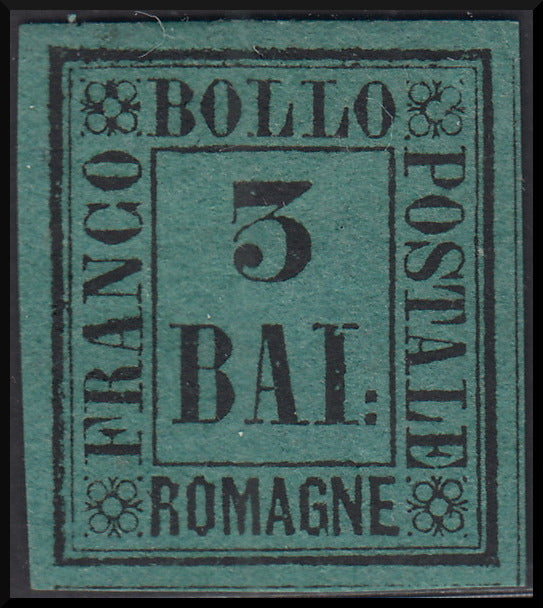 FRANCO
BOLLO
POSTALE
3
BAI:
ROMAGNE